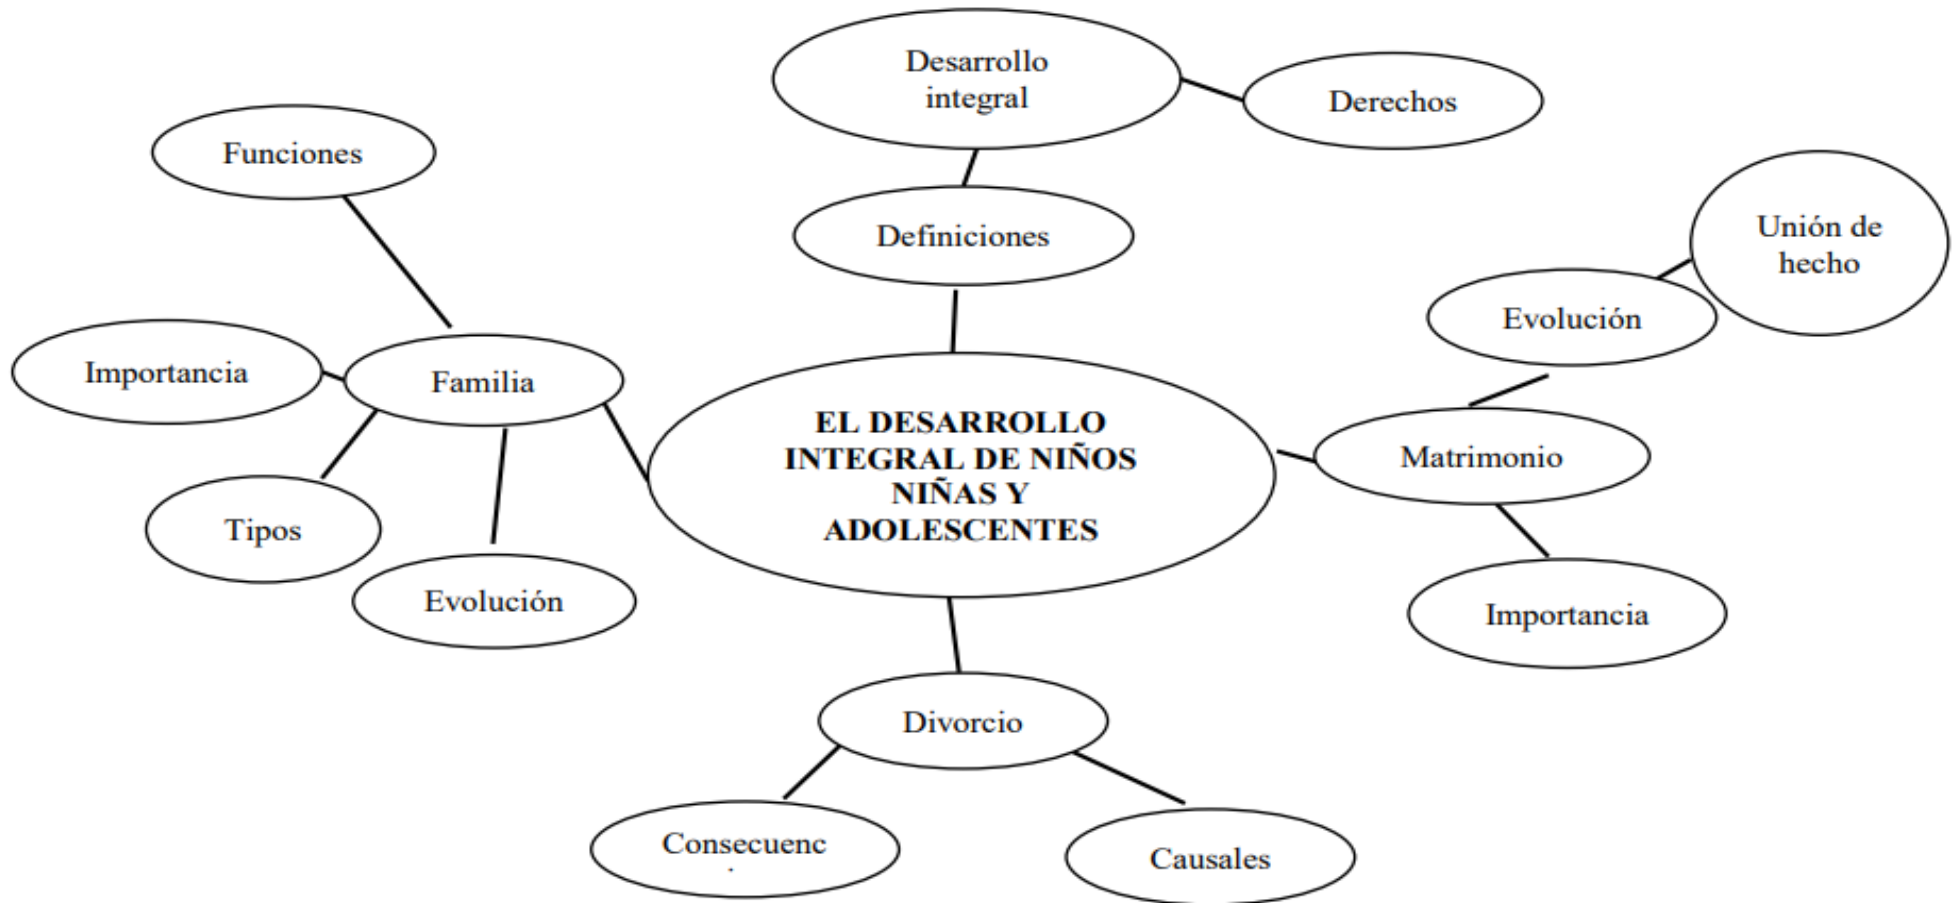 Desarrollo
integral
Derechos
Funciones
Definiciones
Unión de
hecho
Evolución
Importancia
Familia
EL DESARROLLO
INTEGRAL DE NIÑOS
NIÑAS Y
ADOLESCENTES
Matrimonio
Tipos
Evolución
Importancia
Divorcio
Consecuenc
Causales